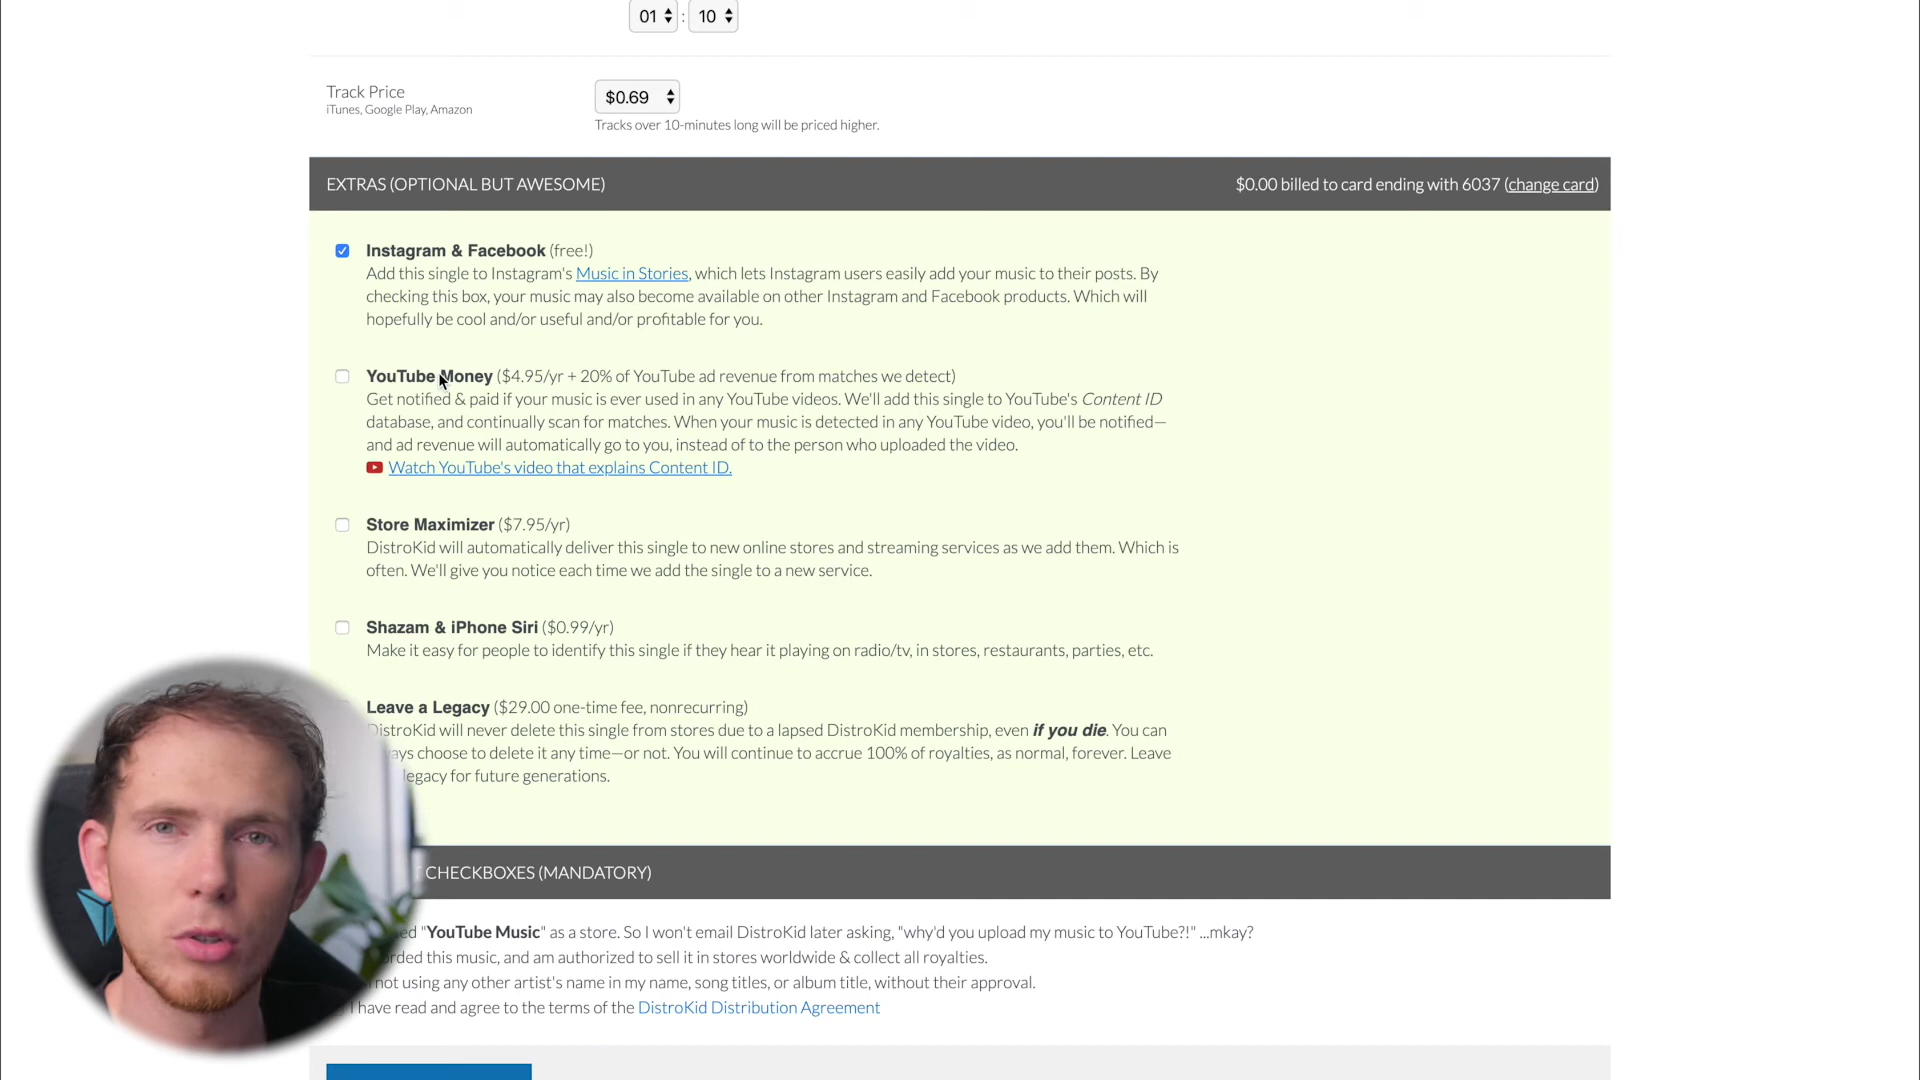 01 : 10
Track Price
iTunes, Google Play, Amazon
$0.69
Tracks over 10-minutes long will be priced higher.
EXTRAS (OPTIONAL BUT AWESOME)
$0.00 billed to card ending with 6037 (change card)
Instagram & Facebook (free!)
Add this single to Instagram's Music in Stories, which lets Instagram users easily add your music to their posts. By
checking this box, your music may also become available on other Instagram and Facebook products. Which will
hopefully be cool and/or useful and/or profitable for you.
YouTube Money ($4.95/yr + 20% of YouTube ad revenue from matches we detect)
Get notified & paid if your music is ever used in any YouTube videos. We'll add this single to YouTube's Content ID
database, and continually scan for matches. When your music is detected in any YouTube video, you'll be notified—
and ad revenue will automatically go to you, instead of to the person who uploaded the video.
Watch YouTube's video that explains Content ID.
Store Maximizer ($7.95/yr)
DistroKid will automatically deliver this single to new online stores and streaming services as we add them. Which is
often. We'll give you notice each time we add the single to a new service.
Shazam & iPhone Siri ($0.99/yr)
Make it easy for people to identify this single if they hear it playing on radio/tv, in stores, restaurants, parties, etc.
Leave a Legacy ($29.00 one-time fee, nonrecurring)
DistroKid will never delete this single from stores due to a lapsed DistroKid membership, even if you die. You can
choose to delete it any time—or not. You will continue to accrue 100% of royalties, as normal, forever. Leave
legacy for future generations.
CHECKBOXES (MANDATORY)
"YouTube Music" as a store. So I won't email DistroKid later asking, "why'd you upload my music to YouTube?!" ...mkay?
this music, and am authorized to sell it in stores worldwide & collect all royalties.
not using any other artist's name in my name, song titles, or album title, without their approval.
I have read and agree to the terms of the DistroKid Distribution Agreement